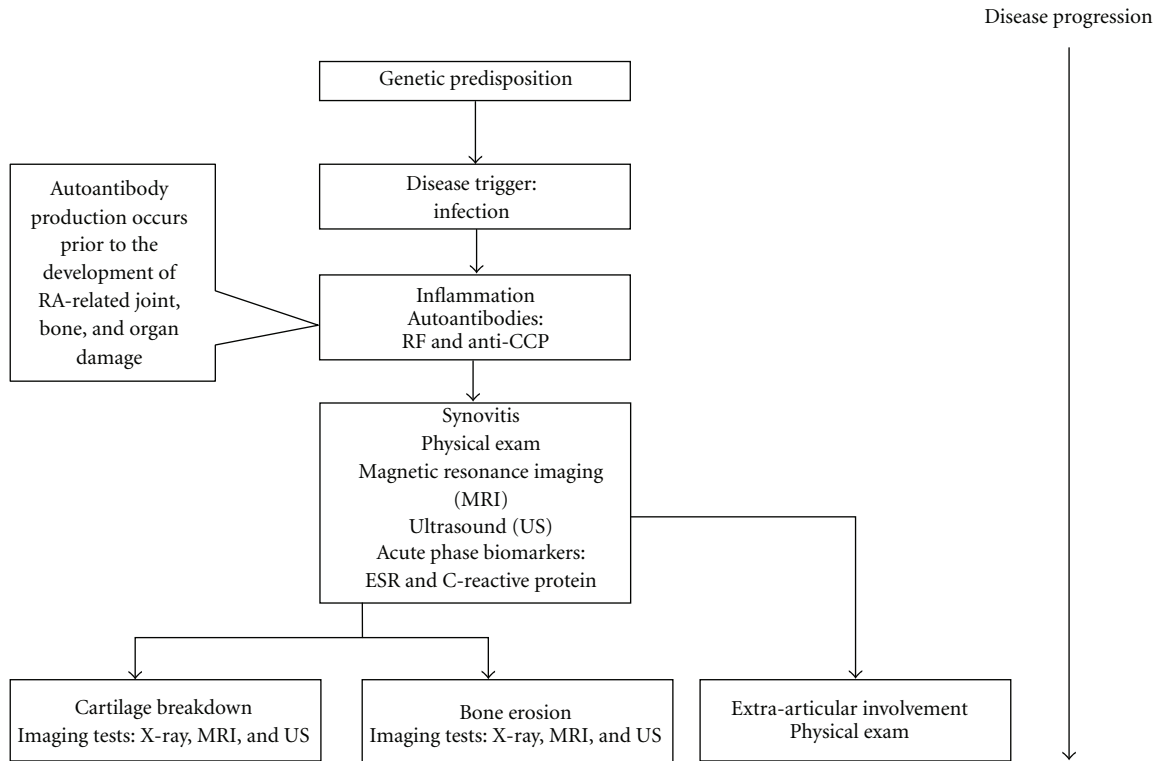 Disease progression
Genetic predisposition
Disease trigger:
infection
Autoantibody
production occurs
prior to the
development of
RA-related joint,
bone, and organ
damage
Inflammation
Autoantibodies:
RF and anti-CCP
Synovitis
Physical exam
Magnetic resonance imaging
(MRI)
Ultrasound (US)
Acute phase biomarkers:
ESR and C-reactive protein
Cartilage breakdown
Imaging tests: X-ray, MRI, and US
Bone erosion
Imaging tests: X-ray, MRI, and US
Extra-articular involvement
Physical exam